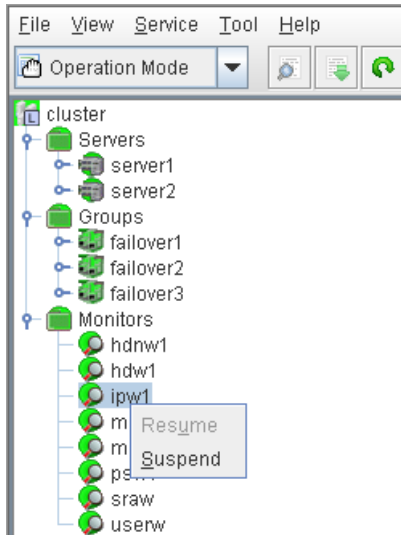 File View Service Tool Help
Operation Mode
cluster
Servers
server1
server2
Groups
failover1
failover2
failover3
Monitors
hdnw1
hdw1
ipw1
m
Resume
m
Suspend
sraw
userw